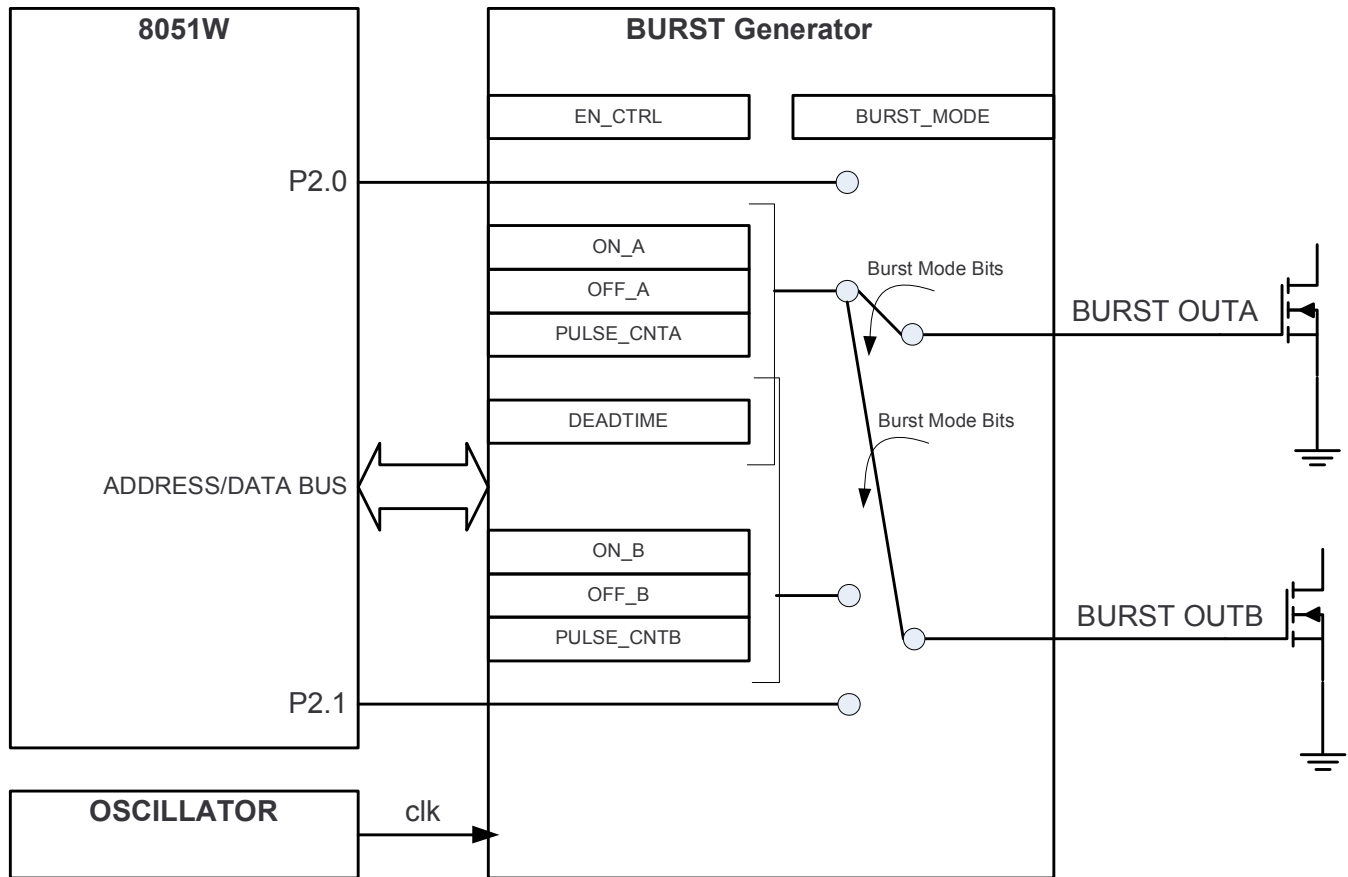 8051W
BURST Generator
EN_CTRL
BURST_MODE
P2.0
ON_A
OFF_A
PULSE_CNTA
Burst Mode Bits
BURST OUTA
DEADTIME
Burst Mode Bits
ADDRESS/DATA BUS
ON_B
OFF_B
PULSE_CNTB
BURST OUTB
P2.1
OSCILLATOR
clk